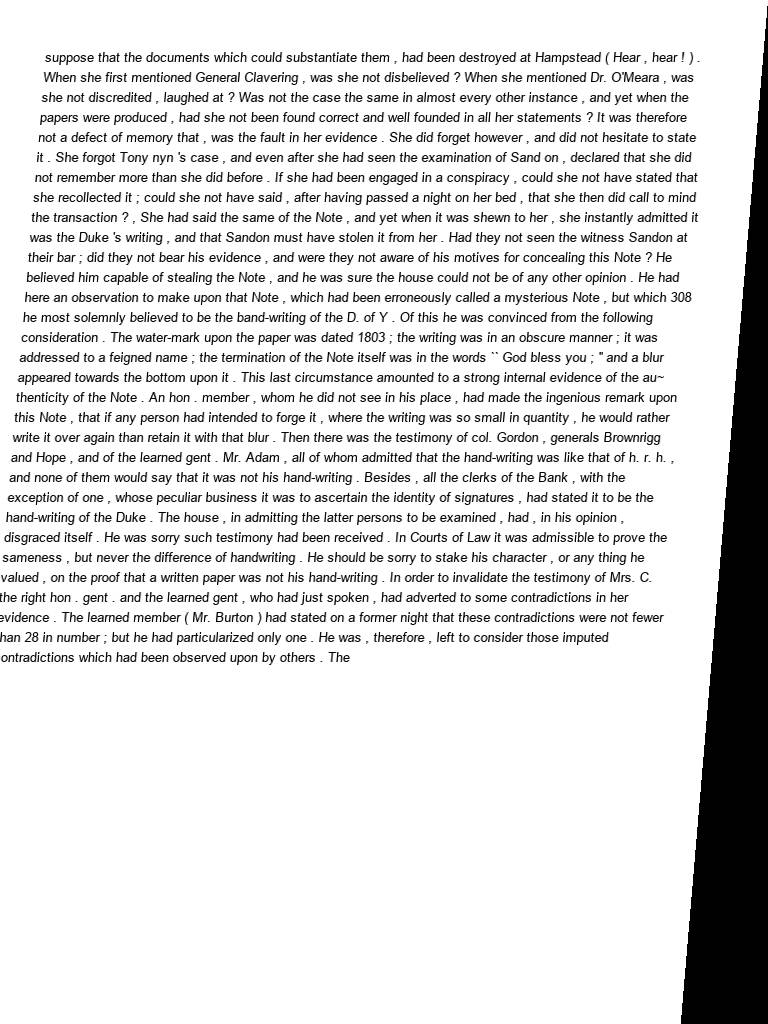 suppose that the documents which could substantiate them , had been destroyed at Hampstead ( Hear , hear ! ) .
When she first mentioned General Clavering , was she not disbelieved ? When she mentioned Dr. O'Meara , was
she not discredited , laughed at ? Was not the case the same in almost every other instance , and yet when the
papers were produced , had she not been found correct and well founded in all her statements ? It was therefore
not a defect of memory that , was the fault in her evidence . She did forget however , and did not hesitate to state
it . She forgot Tony nyn 's case , and even after she had seen the examination of Sand on , declared that she did
not remember more than she did before . If she had been engaged in a conspiracy , could she not have stated that
she recollected it ; could she not have said , after having passed a night on her bed , that she then did call to mind
the transaction ? , She had said the same of the Note , and yet when it was shewn to her , she instantly admitted it
was the Duke 's writing , and that Sandon must have stolen it from her . Had they not seen the witness Sandon at
their bar ; did they not bear his evidence , and were they not aware of his motives for concealing this Note ? He
believed him capable of stealing the Note , and he was sure the house could not be of any other opinion . He had
here an observation to make upon that Note , which had been erroneously called a mysterious Note , but which 308
he most solemnly believed to be the band-writing of the D. of Y . Of this he was convinced from the following
consideration . The water-mark upon the paper was dated 1803 ; the writing was in an obscure manner ; it was
addressed to a feigned name ; the termination of the Note itself was in the words `` God bless you ; " and a blur
appeared towards the bottom upon it . This last circumstance amounted to a strong internal evidence of the au~
thenticity of the Note . An hon . member , whom he did not see in his place , had made the ingenious remark upon
this Note , that if any person had intended to forge it , where the writing was so small in quantity , he would rather
write it over again than retain it with that blur . Then there was the testimony of col. Gordon , generals Brownrigg
and Hope , and of the learned gent . Mr. Adam , all of whom admitted that the hand-writing was like that of h. r. h. ,
and none of them would say that it was not his hand-writing . Besides , all the clerks of the Bank , with the
exception of one , whose peculiar business it was to ascertain the identity of signatures , had stated it to be the
hand-writing of the Duke . The house , in admitting the latter persons to be examined , had , in his opinion ,
disgraced itself . He was sorry such testimony had been received . In Courts of Law it was admissible to prove the
sameness , but never the difference of handwriting . He should be sorry to stake his character , or any thing he
valued , on the proof that a written paper was not his hand-writing . In order to invalidate the testimony of Mrs. C.
the right hon . gent . and the learned gent , who had just spoken , had adverted to some contradictions in her
evidence . The learned member ( Mr. Burton ) had stated on a former night that these contradictions were not fewer
han 28 in number ; but he had particularized only one . He was , therefore , left to consider those imputed
ontradictions which had been observed upon by others . The